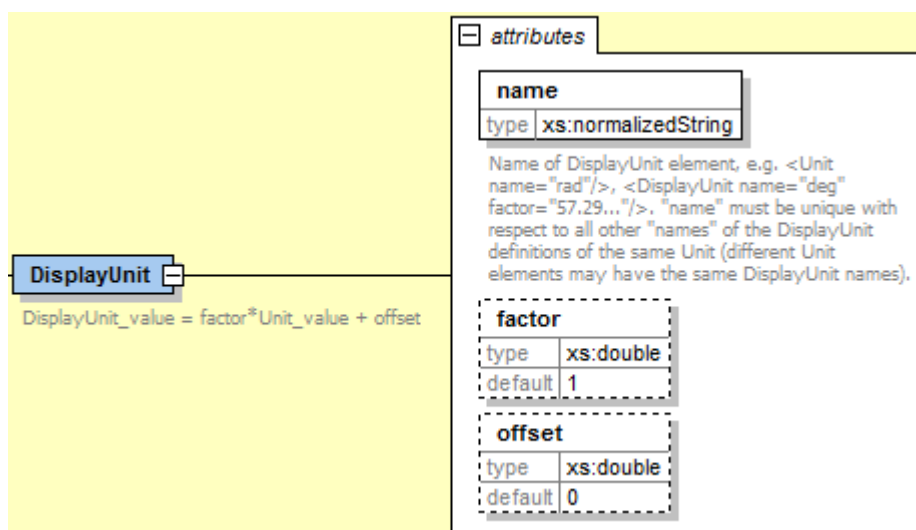 attributes
name
type xs:normalizedString
Name of DisplayUnit element, e.g. <Unit
name="rad"/>, <DisplayUnit name="deg"
factor="57.29..."/>. "name" must be unique with
respect to all other "names" of the DisplayUnit
definitions of the same Unit (different Unit
elements may have the same DisplayUnit names).
DisplayUnit
DisplayUnit_value = factor*Unit_value + offset
factor
type xs:double
default 1
offset
type xs:double
default 0